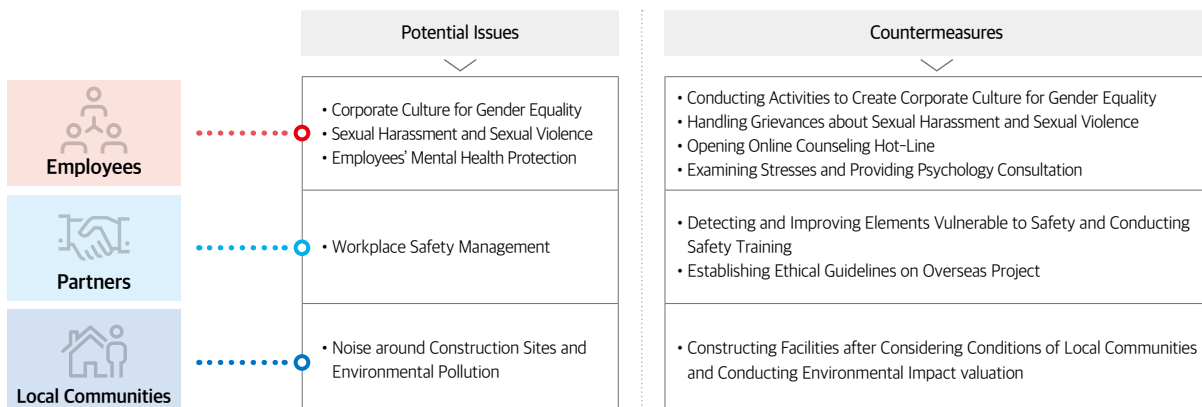 Potential Issues
Countermeasures
Employees
• Corporate Culture for Gender Equality
• Sexual Harassment and Sexual Violence
• Employees' Mental Health Protection
• Conducting Activities to Create Corporate Culture for Gender Equality
• Handling Grievances about Sexual Harassment and Sexual Violence
• Opening Online Counseling Hot-Line
• Examining Stresses and Providing Psychology Consultation
Partners
• Workplace Safety Management
• Detecting and Improving Elements Vulnerable to Safety and Conducting
Safety Training
• Establishing Ethical Guidelines on Overseas Project
Local Communities
• Noise around Construction Sites and
Environmental Pollution
• Constructing Facilities after Considering Conditions of Local Communities
and Conducting Environmental Impact valuation